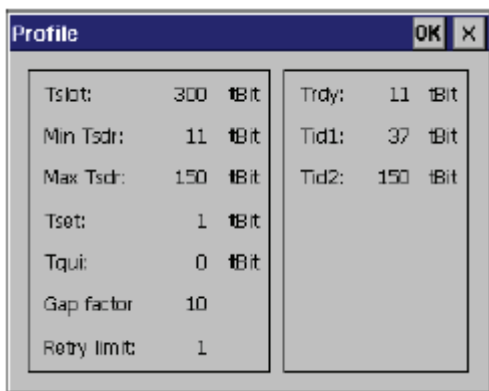 Profile OK ×
Tslot: 300 tBit
Min Tsdr: 11 tBit
Max Tsdr: 150 tBit
Tset: 1 tBit
Tqui: 0 tBit
Gap factor 10
Retry limit: 1
Trdy: 11 tBit
Tid1: 37 tBit
Tid2: 150 tBit